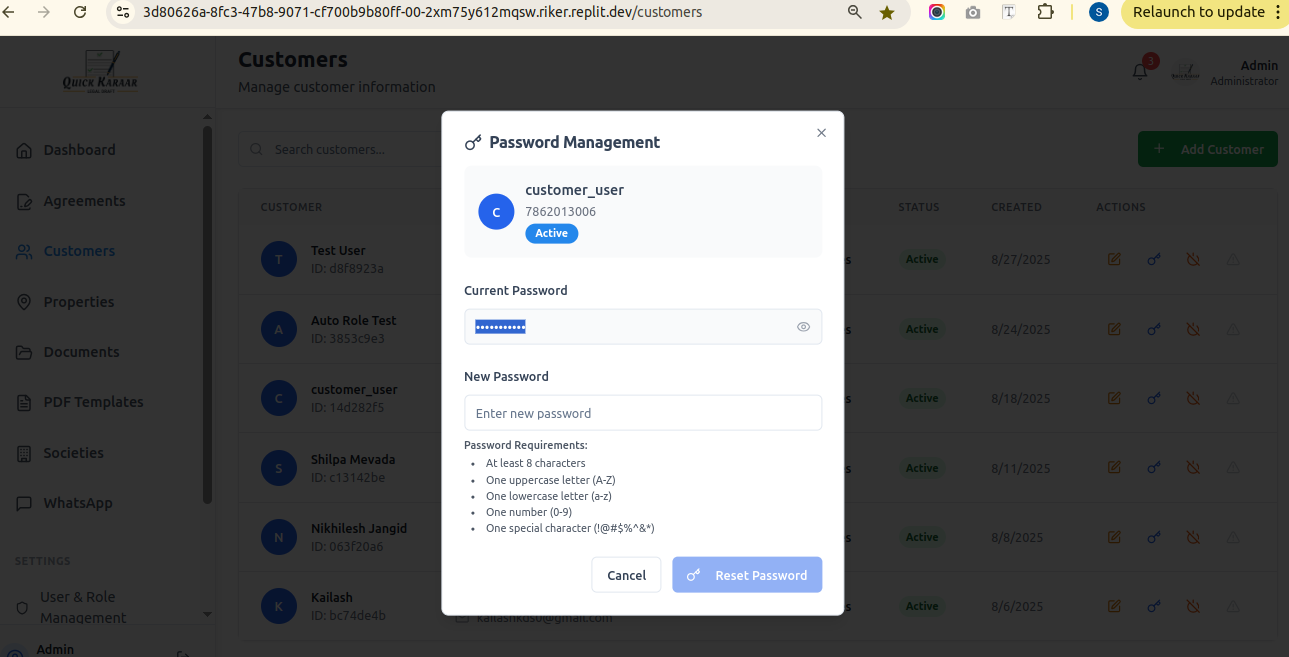 3d80626a-8fc3-47b8-9071-cf700b9b80ff-00-2xm75y612mqsw.riker.replit.dev/customers
T
S
Relaunch to update
QUICK KARAAR
Customers
Manage customer information
3
Admin
Administrator
Dashboard
Agreements
Customers
Properties
Documents
PDF Templates
Societies
WhatsApp
SETTINGS
User & Role
Management
Admin
Search customers...
Add Customer
CUSTOMER
STATUS
CREATED
ACTIONS
T
Test User
ID: d8f8923a
Active
8/27/2025
A
Auto Role Test
ID: 3853c9e3
Active
8/24/2025
C
customer_user
ID: 14d282f5
Active
8/18/2025
S
Shilpa Mevada
ID: c13142be
Active
8/11/2025
N
Nikhilesh Jangid
ID: 063f20a6
Active
8/8/2025
K
Kailash
ID: bc74de4b
Active
8/6/2025
Password Management
C
customer_user
7862013006
Active
Current Password
•••••••••••
New Password
Enter new password
Password Requirements:
• At least 8 characters
• One uppercase letter (A-Z)
• One lowercase letter (a-z)
• One number (0-9)
• One special character (!@#$%^&*)
Cancel
Reset Password